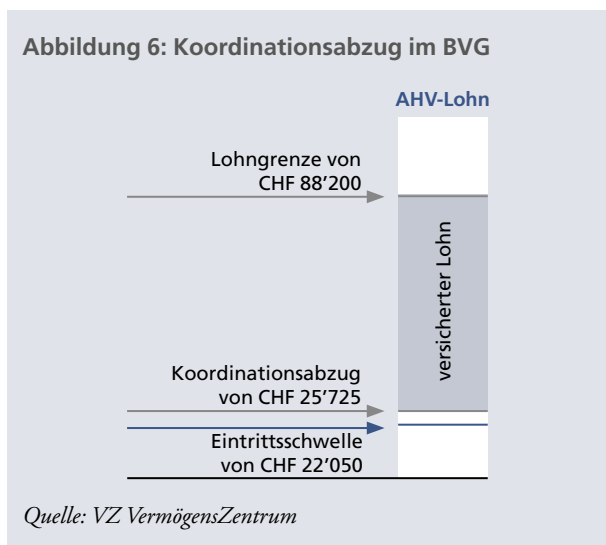 Abbildung 6: Koordinationsabzug im BVG
AHV-Lohn
Lohngrenze von
CHF 88’200
versicherter Lohn
Koordinationsabzug
von CHF 25’725
Eintrittsschwelle
von CHF 22’050
Quelle: VZ VermögensZentrum